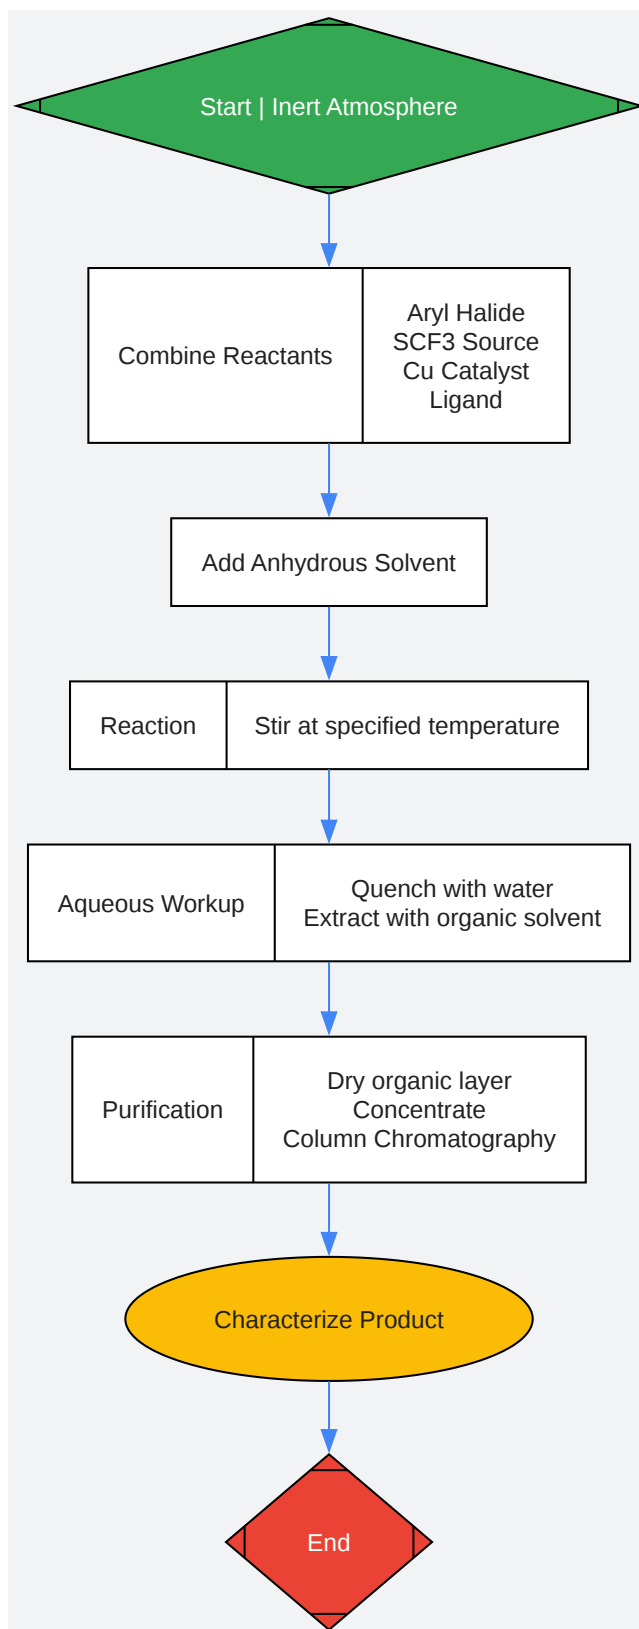 Start | Inert Atmosphere
Combine Reactants
Aryl Halide
SCF3 Source
Cu Catalyst
Ligand
Add Anhydrous Solvent
Reaction
Stir at specified temperature
Aqueous Workup
Quench with water
Extract with organic solvent
Purification
Dry organic layer
Concentrate
Column Chromatography
Characterize Product
End